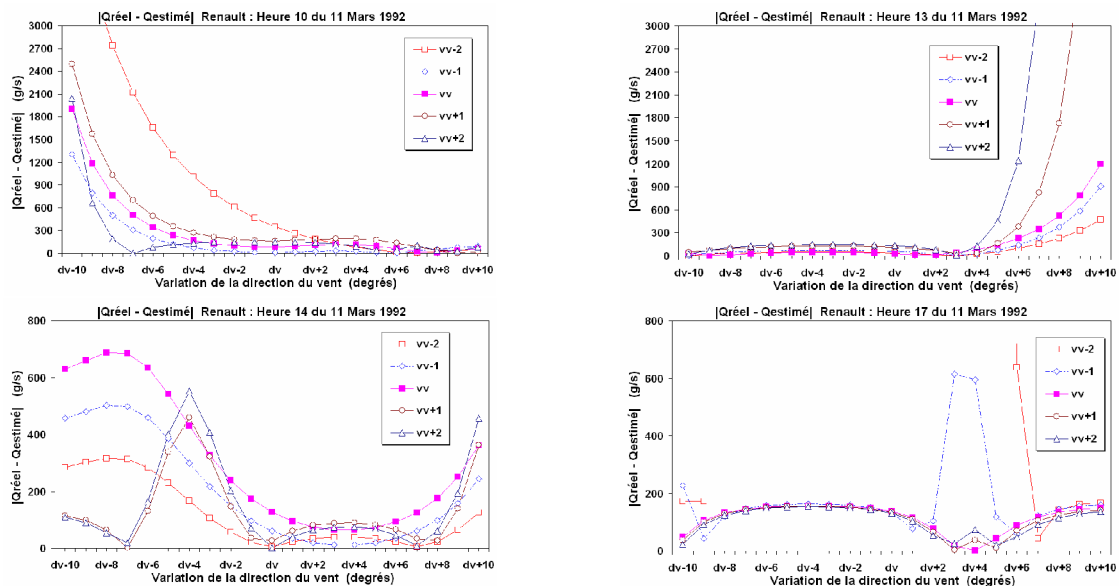 |Qréel - Qestimé| Renault : Heure 10 du 11 Mars 1992
|Qréel - Qestimé| (g/s)
3000
2700
2400
2100
1800
1500
1200
900
600
300
0
vv-2
vv-1
vv
vv+1
vv+2
dv-10 dv-8 dv-6 dv-4 dv-2 dv dv+2 dv+4 dv+6 dv+8 dv+10
Variation de la direction du vent (degrés)
|Qréel - Qestimé| Renault : Heure 13 du 11 Mars 1992
|Qréel - Qestimé| (g/s)
3000
2700
2400
2100
1800
1500
1200
900
600
300
0
vv-2
vv-1
vv
vv+1
vv+2
dv-10 dv-8 dv-6 dv-4 dv-2 dv dv+2 dv+4 dv+6 dv+8 dv+10
Variation de la direction du vent (degrés)
|Qréel - Qestimé| Renault : Heure 14 du 11 Mars 1992
|Qréel - Qestimé| (g/s)
800
600
400
200
0
vv-2
vv-1
vv
vv+1
vv+2
dv-10 dv-8 dv-6 dv-4 dv-2 dv dv+2 dv+4 dv+6 dv+8 dv+10
Variation de la direction du vent (degrés)
|Qréel - Qestimé| Renault : Heure 17 du 11 Mars 1992
|Qréel - Qestimé| (g/s)
800
600
400
200
0
vv-2
vv-1
vv
vv+1
vv+2
dv-10 dv-8 dv-6 dv-4 dv-2 dv dv+2 dv+4 dv+6 dv+8 dv+10
Variation de la direction du vent (degrés)